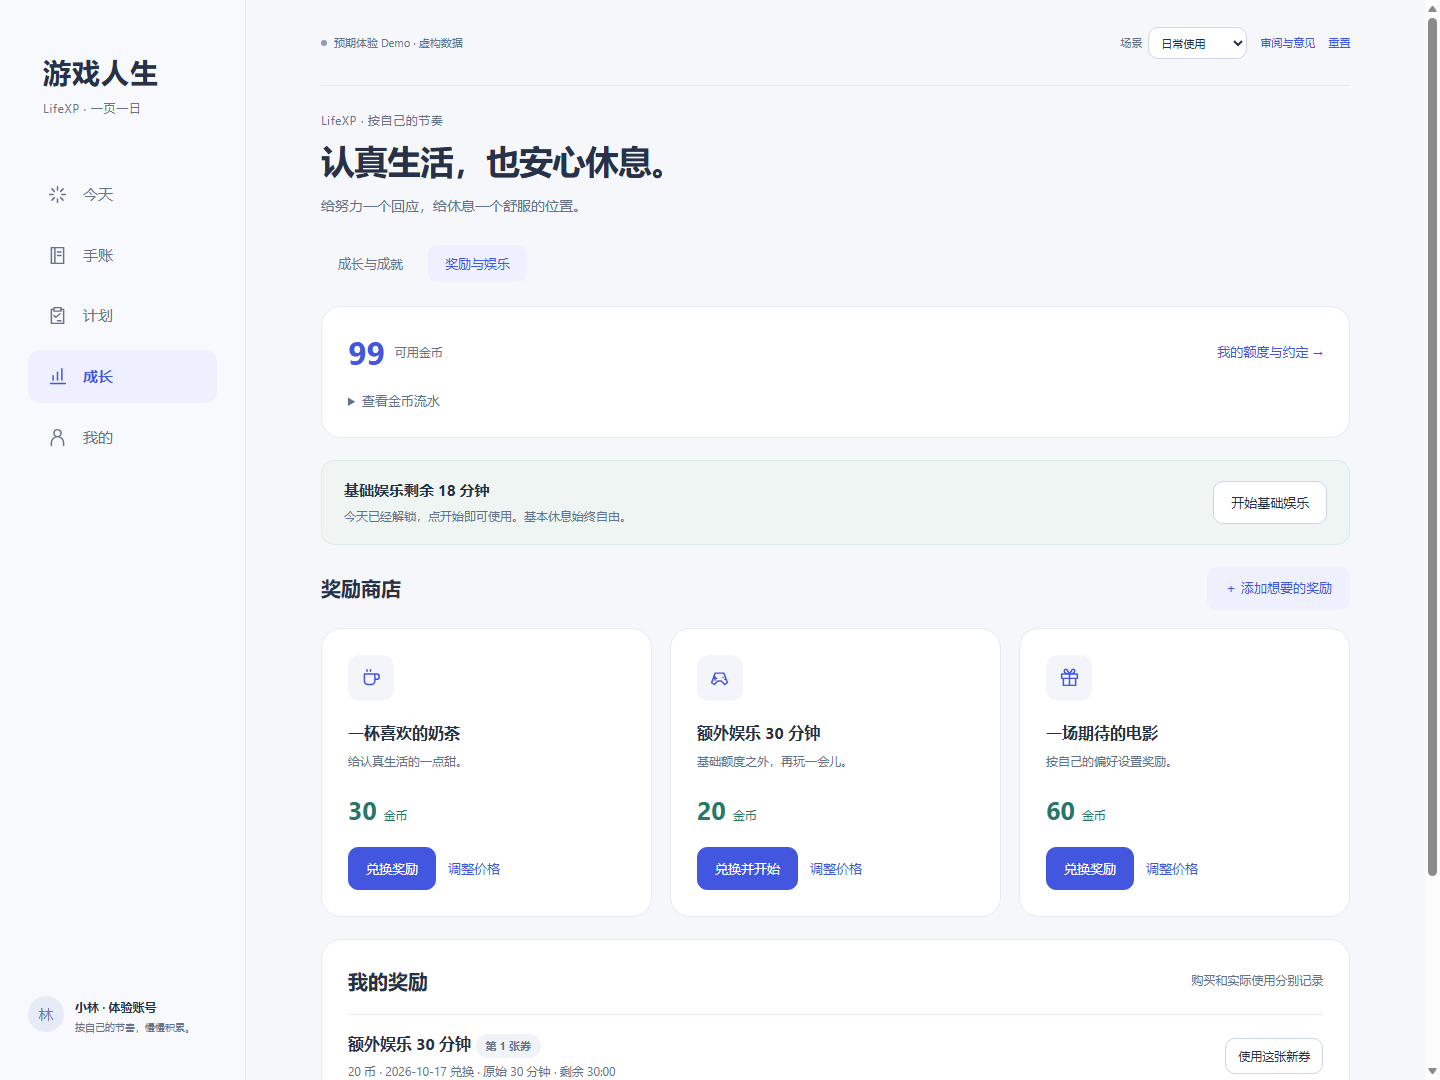 游戏人生
LifeXP · 一页一日
今天
手账
计划
成长
我的
林
小林 · 体验账号
按自己的节奏，慢慢积累。
预期体验 Demo · 虚构数据
场景
日常使用
审阅与意见
重置
LifeXP · 按自己的节奏
认真生活，也安心休息。
给努力一个回应，给休息一个舒服的位置。
成长与成就
奖励与娱乐
99 可用金币
我的额度与约定 →
▶ 查看金币流水
基础娱乐剩余 18 分钟
今天已经解锁，点开始即可使用。基本休息始终自由。
开始基础娱乐
奖励商店
+ 添加想要的奖励
一杯喜欢的奶茶
给认真生活的一点甜。
30 金币
兑换奖励
调整价格
额外娱乐 30 分钟
基础额度之外，再玩一会儿。
20 金币
兑换并开始
调整价格
一场期待的电影
按自己的偏好设置奖励。
60 金币
兑换奖励
调整价格
我的奖励
购买和实际使用分别记录
额外娱乐 30 分钟 第 1 张券
20 币 · 2026-10-17 兑换 · 原始 30 分钟 · 剩余 30:00
使用这张新券